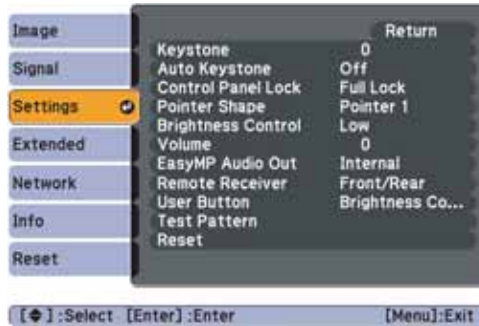 Image
Signal
Settings
Extended
Network
Info
Reset
Return
Keystone 0
Auto Keystone Off
Control Panel Lock Full Lock
Pointer Shape Pointer 1
Brightness Control Low
Volume 0
EasyMP Audio Out Internal
Remote Receiver Front/Rear
User Button Brightness Co...
Test Pattern
Reset
[◆]:Select [Enter]:Enter [Menu]:Exit